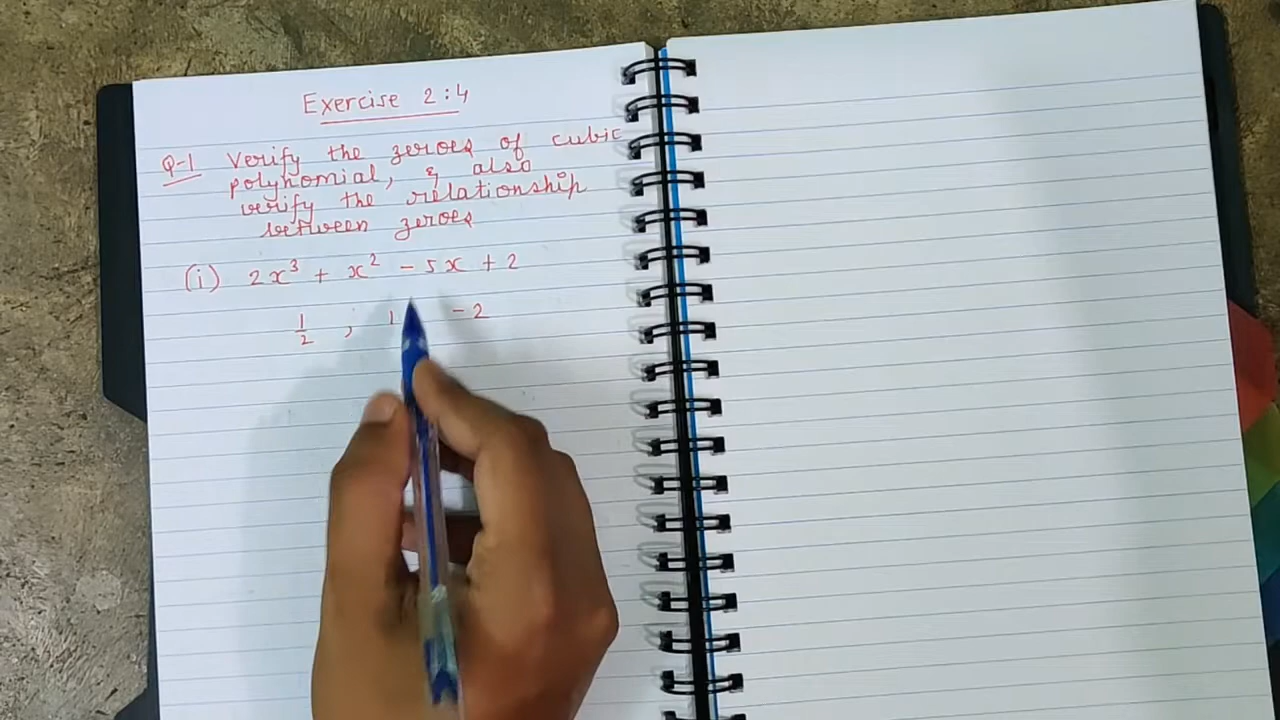 Exercise 2:4
Q-1 Verify the zeroes of cubic
polynomial, & also
verify the relationship
between zeroes
(i) 2x³ + x² - 5x + 2
1/2 , 1 -2